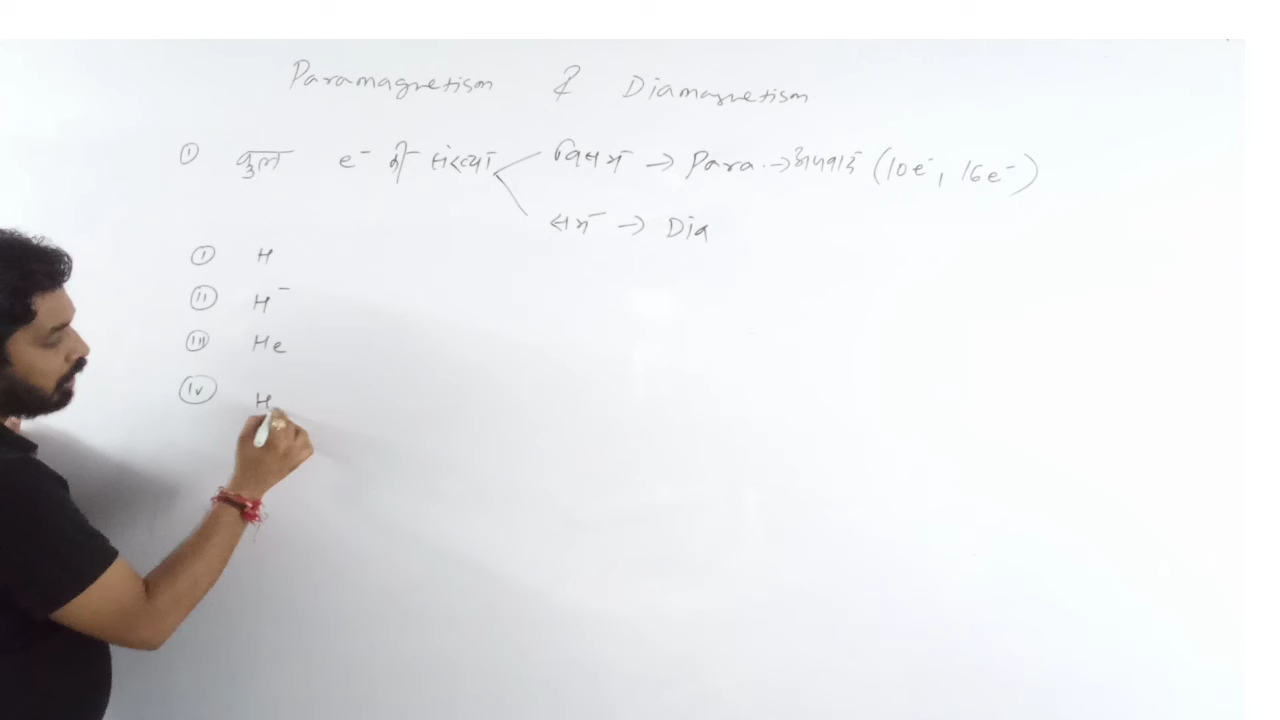 Paramagnetism & Diamagnetism
① कुल e⁻ की संख्या विषम → Para. → अपवाद (10e⁻, 16e⁻)
सम → Dia
ⓘ H
ⓘⓘ H⁻
ⓘⓘⓘ He
ⓘⓥ H